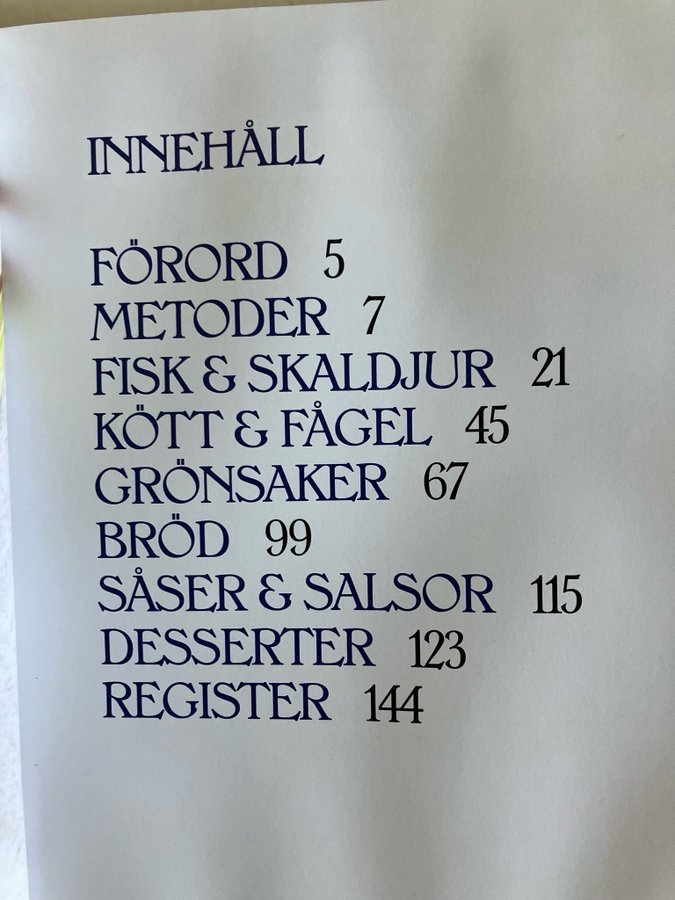 INNEHÅLL
FÖRORD 5
METODER 7
FISK & SKALDJUR 21
KÖTT & FÅGEL 45
GRÖNSAKER 67
BRÖD 99
SÅSER & SALSOR 115
DESSERTER 123
REGISTER 144